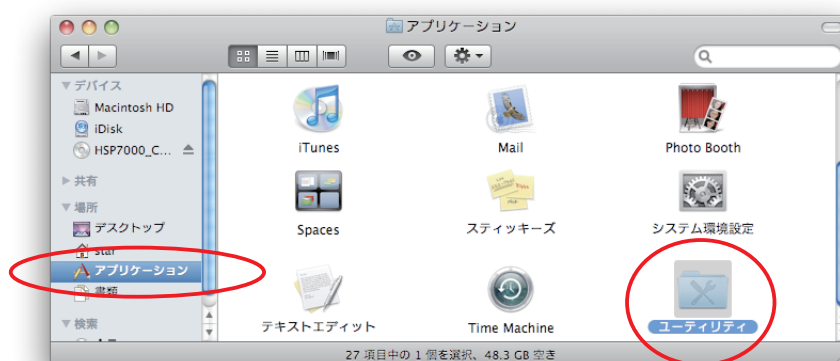 アプリケーション
デバイス
Macintosh HD
iDisk
HSP7000_C...
共有
場所
デスクトップ
star
アプリケーション
書類
検索
iTunes
Mail
Photo Booth
Spaces
スティッキーズ
システム環境設定
テキストエディット
Time Machine
ユーティリティ
27 項目中の 1 個を選択、48.3 GB 空き